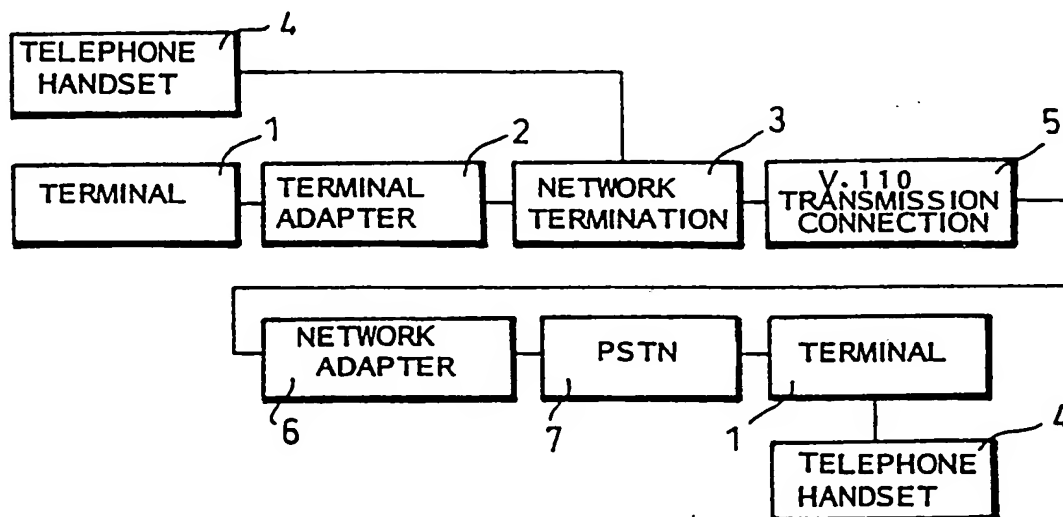 4
TELEPHONE
HANDSET
1
2
3
5
TERMINAL
TERMINAL
ADAPTER
NETWORK
TERMINATION
V.110
TRANSMISSION
CONNECTION
NETWORK
ADAPTER
PSTN
TERMINAL
6
7
1
4
TELEPHONE
HANDSET